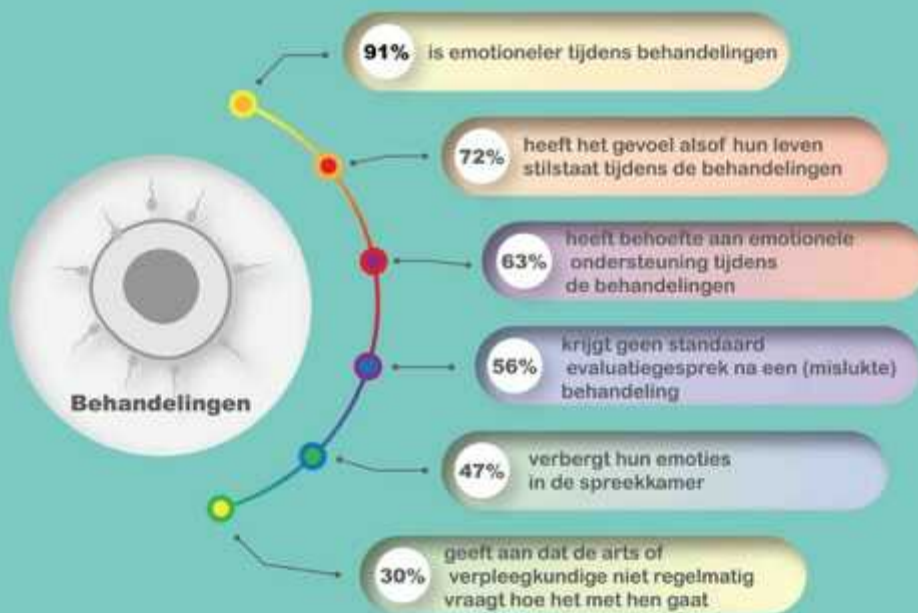 91% is emotioneler tijdens behandelingen
heeft het gevoel alsof hun leven
72% stilstaat tijdens de behandelingen
heeft behoefte aan emotionele
63% ondersteuning tijdens
de behandelingen
krijgt geen standaard
56% evaluatiegesprek na een (mislukte)
behandeling
Behandelingen
47% verbergt hun emoties
in de spreekkamer
geeft aan dat de arts of
30% verpleegkundige niet regelmatig
vraagt hoe het met hen gaat